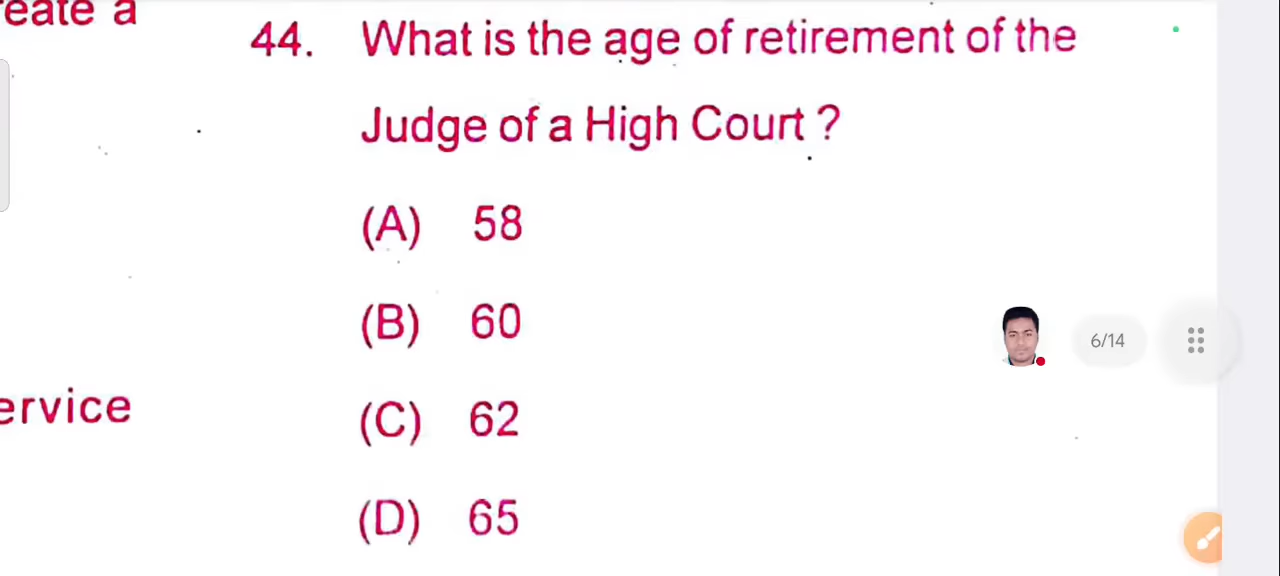 reate a
44. What is the age of retirement of the
Judge of a High Court ?
(A) 58
(B) 60
6/14
ervice
(C) 62
(D) 65